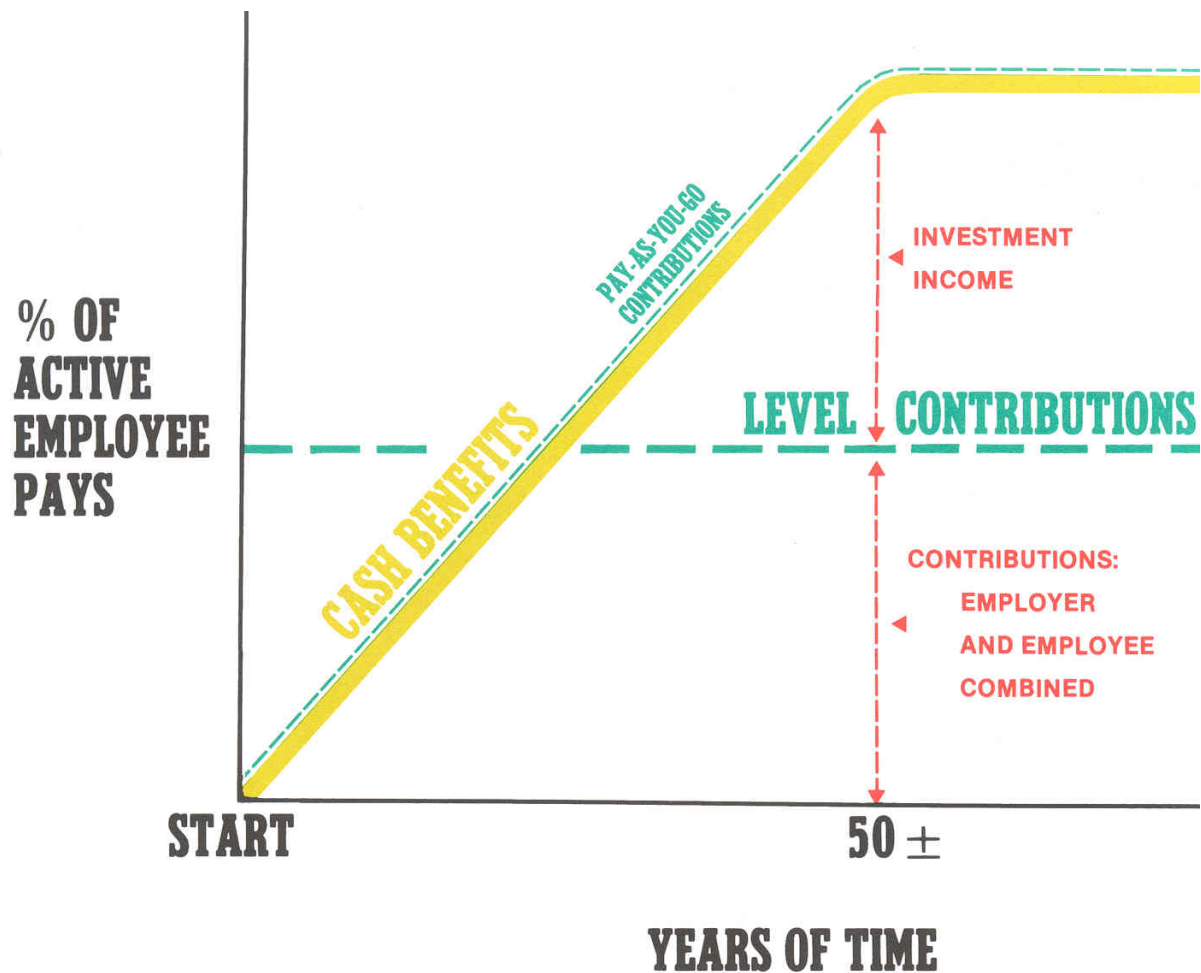 PAY-AS-YOU-GO
CONTRIBUTIONS
INVESTMENT
INCOME
% OF
ACTIVE
EMPLOYEE
PAYS
LEVEL CONTRIBUTIONS
CASH BENEFITS
CONTRIBUTIONS:
EMPLOYER
AND EMPLOYEE
COMBINED
START
50 ±
YEARS OF TIME